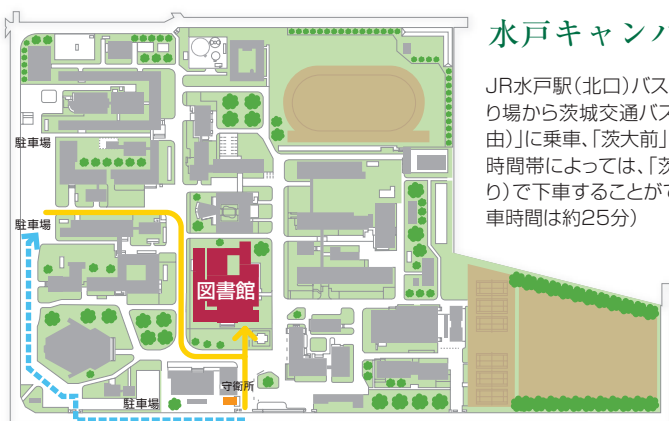 水戸キャンパ
JR水戸駅(北口)バス
り場から茨城交通バス
由)」に乗車、「茨大前」
時間帯によっては、「茨
り)で下車することがで
車時間は約25分)
駐車場
駐車場
図書館
守衛所
駐車場